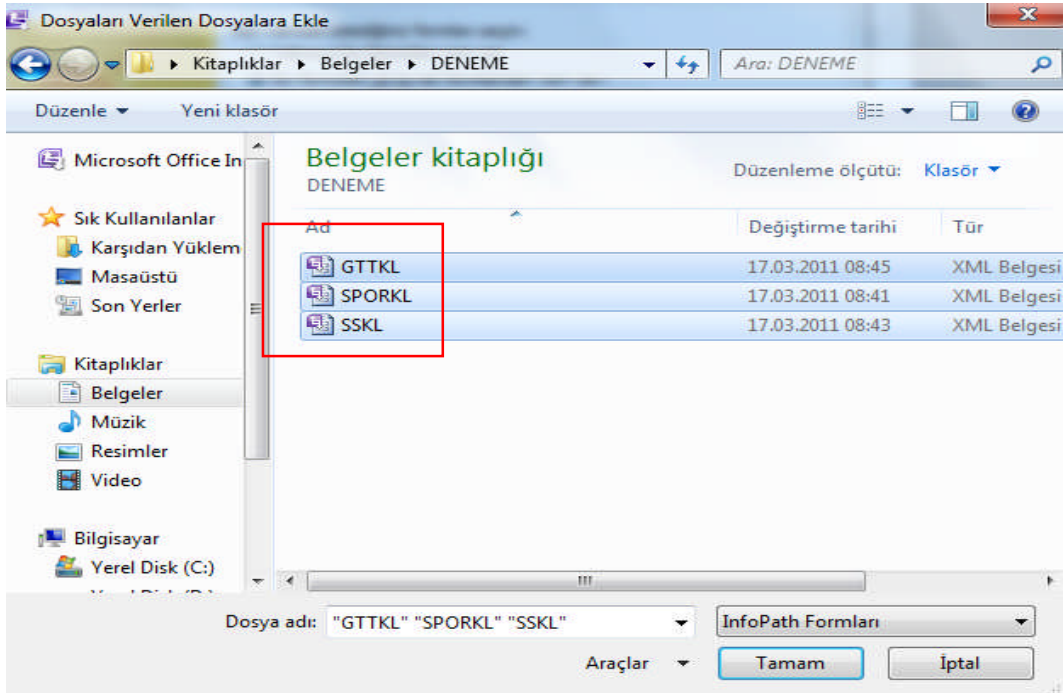 Dosyaları Verilen Dosyalara Ekle
Kitaplıklar Belgeler DENEME
Ara: DENEME
Düzenle Yeni klasör
Microsoft Office In
Sık Kullanılanlar
Karşıdan Yüklem
Masaüstü
Son Yerler
Kitaplıklar
Belgeler
Müzik
Resimler
Video
Bilgisayar
Yerel Disk (C:)
Belgeler kitaplığı
DENEME
Düzenleme ölçütü: Klasör
Ad Değiştirme tarihi Tür
GTTKL 17.03.2011 08:45 XML Belgesi
SPORKL 17.03.2011 08:41 XML Belgesi
SSKL 17.03.2011 08:43 XML Belgesi
Dosya adı: "GTTKL" "SPORKL" "SSKL" InfoPath Formları
Araçlar Tamam İptal